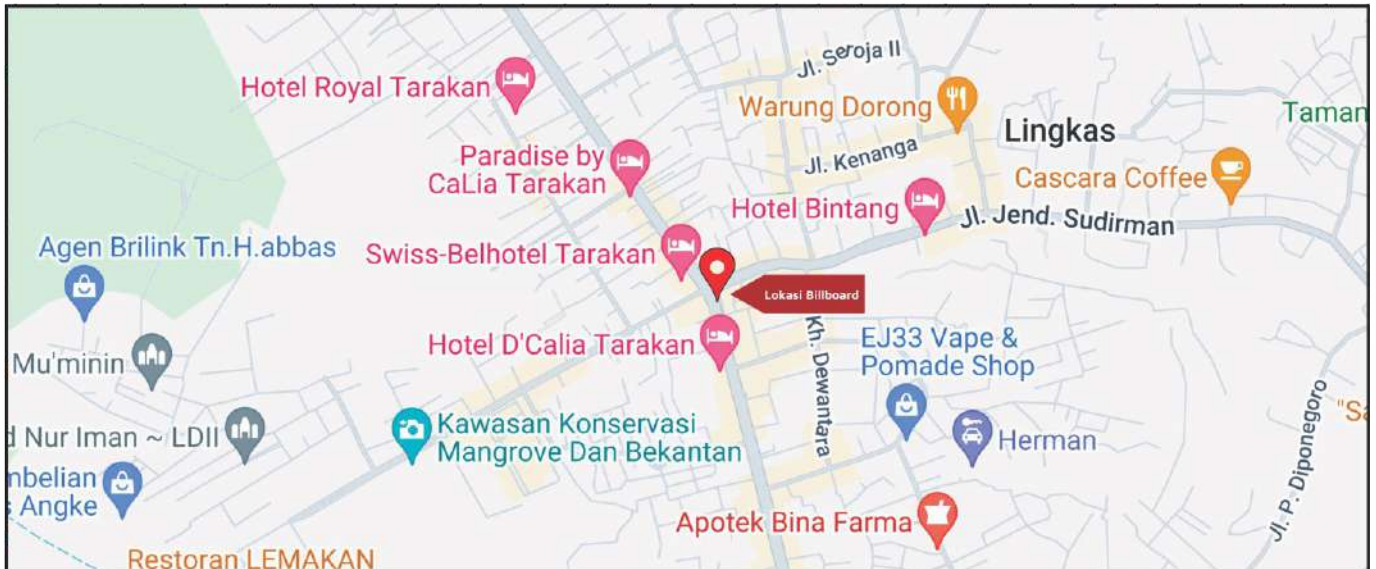 Jl. Seroja II
Hotel Royal Tarakan
Warung Dorong
Taman
Lingkas
Paradise by
CaLia Tarakan
Jl. Kenanga
Cascara Coffee
Hotel Bintang
Jl. Jend. Sudirman
Agen Brilink Tn.H.abbas
Swiss-Belhotel Tarakan
Lokasi Billboard
Hotel D'Calia Tarakan
Kh. Dewantara
EJ33 Vape &
Pomade Shop
Mu'minin
Jl. P. Diponegoro
"Sa
Kawasan Konservasi
Mangrove Dan Bekantan
Herman
d Nur Iman ~ LDII
nbelian
s Angke
Apotek Bina Farma
Restoran LEMAKAN